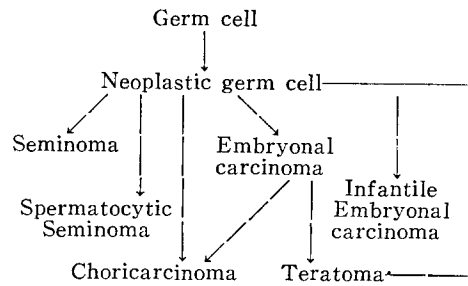 Germ cell
Neoplastic germ cell
Seminoma
Embryonal
carcinoma
Spermatocytic
Seminoma
Infantile
Embryonal
carcinoma
Choricarcinoma
Teratoma